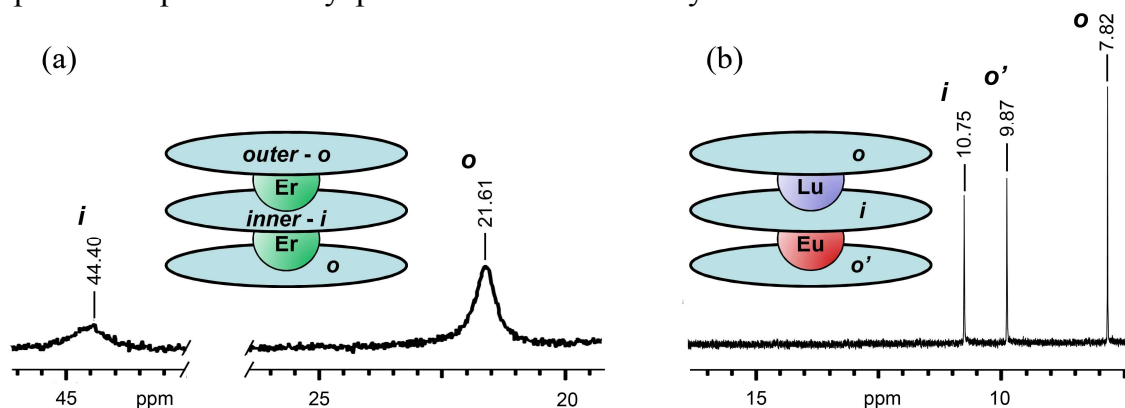 (a)
i
44.40
outer - o
Er
inner - i
Er
o
o
21.61
45
ppm
25
20
(b)
o
Lu
i
Eu
o’
i
10.75
o’
9.87
o
7.82
15
ppm
10